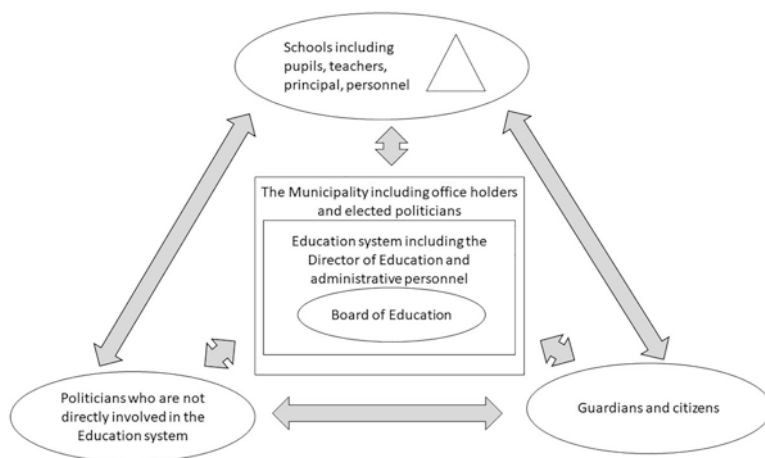 Schools including
pupils, teachers,
principal, personnel
The Municipality including office holders
and elected politicians
Education system including the
Director of Education and
administrative personnel
Board of Education
Politicians who are not
directly involved in the
Education system
Guardians and citizens